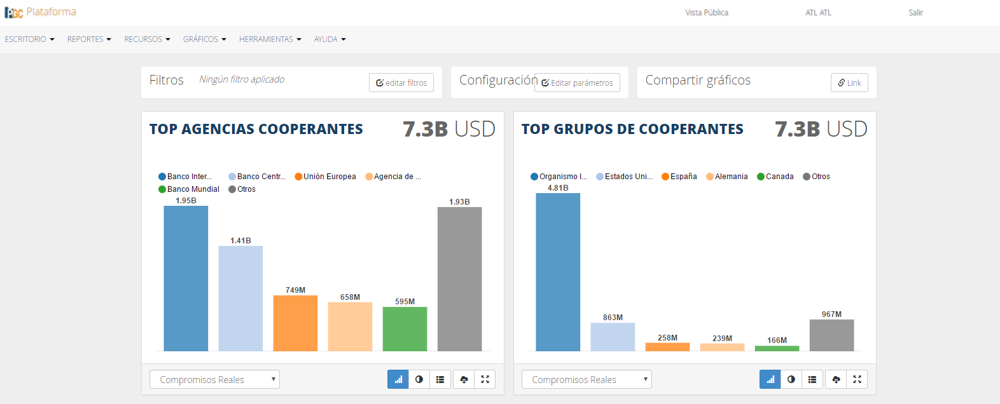 PGC Plataforma
Vista Pública
ATL ATL
Salir
ESCRITORIO
REPORTES
RECURSOS
GRÁFICOS
HERRAMIENTAS
AYUDA
Filtros
Ningún filtro aplicado
editar filtros
Configuración
Editar parámetros
Compartir gráficos
Link
TOP AGENCIAS COOPERANTES
7.3B USD
Banco Inter...
Banco Centr...
Unión Europea
Agencia de ...
Banco Mundial
Otros
1.95B
1.41B
749M
658M
595M
1.93B
Compromisos Reales
TOP GRUPOS DE COOPERANTES
7.3B USD
Organismo I...
Estados Uni...
España
Alemania
Canada
Otros
4.81B
863M
258M
239M
166M
967M
Compromisos Reales